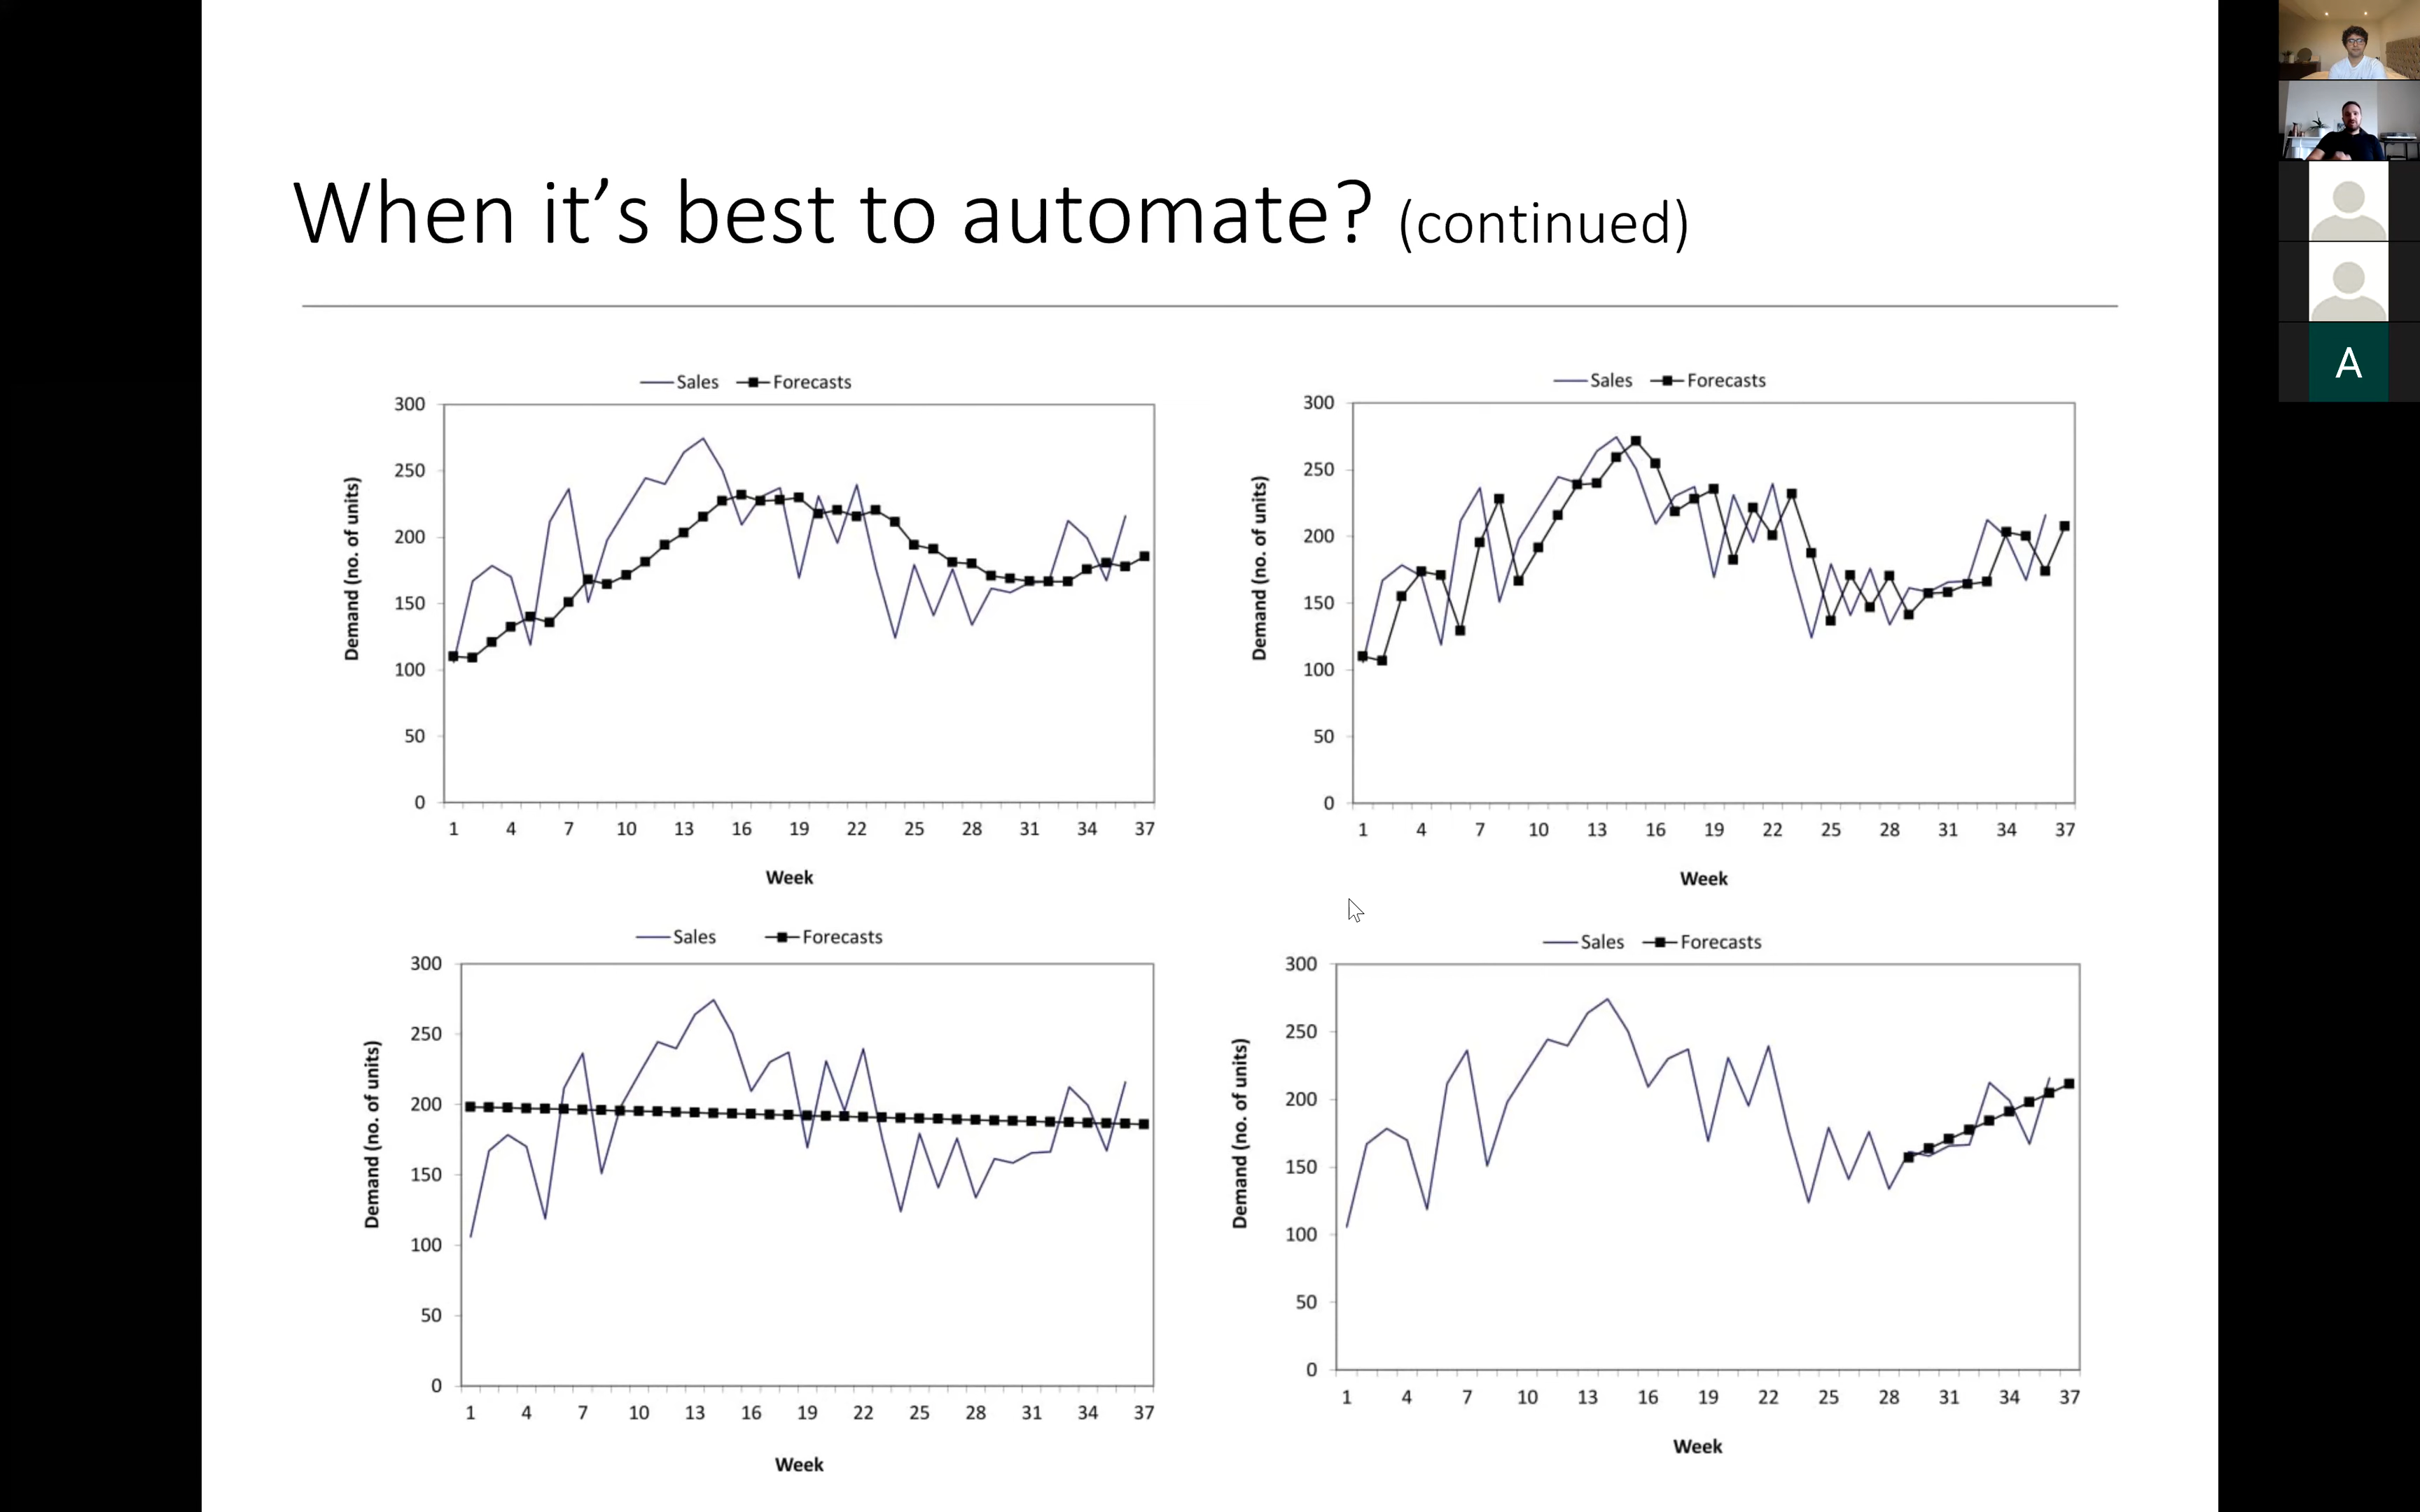 When it's best to automate? (continued)
Sales Forecasts
300
250
200
150
100
50
0
Demand (no. of units)
1 4 7 10 13 16 19 22 25 28 31 34 37
Week
Sales Forecasts
300
250
200
150
100
50
0
Demand (no. of units)
1 4 7 10 13 16 19 22 25 28 31 34 37
Week
Sales Forecasts
300
250
200
150
100
50
0
Demand (no. of units)
1 4 7 10 13 16 19 22 25 28 31 34 37
Week
Sales Forecasts
300
250
200
150
100
50
0
Demand (no. of units)
1 4 7 10 13 16 19 22 25 28 31 34 37
Week
A